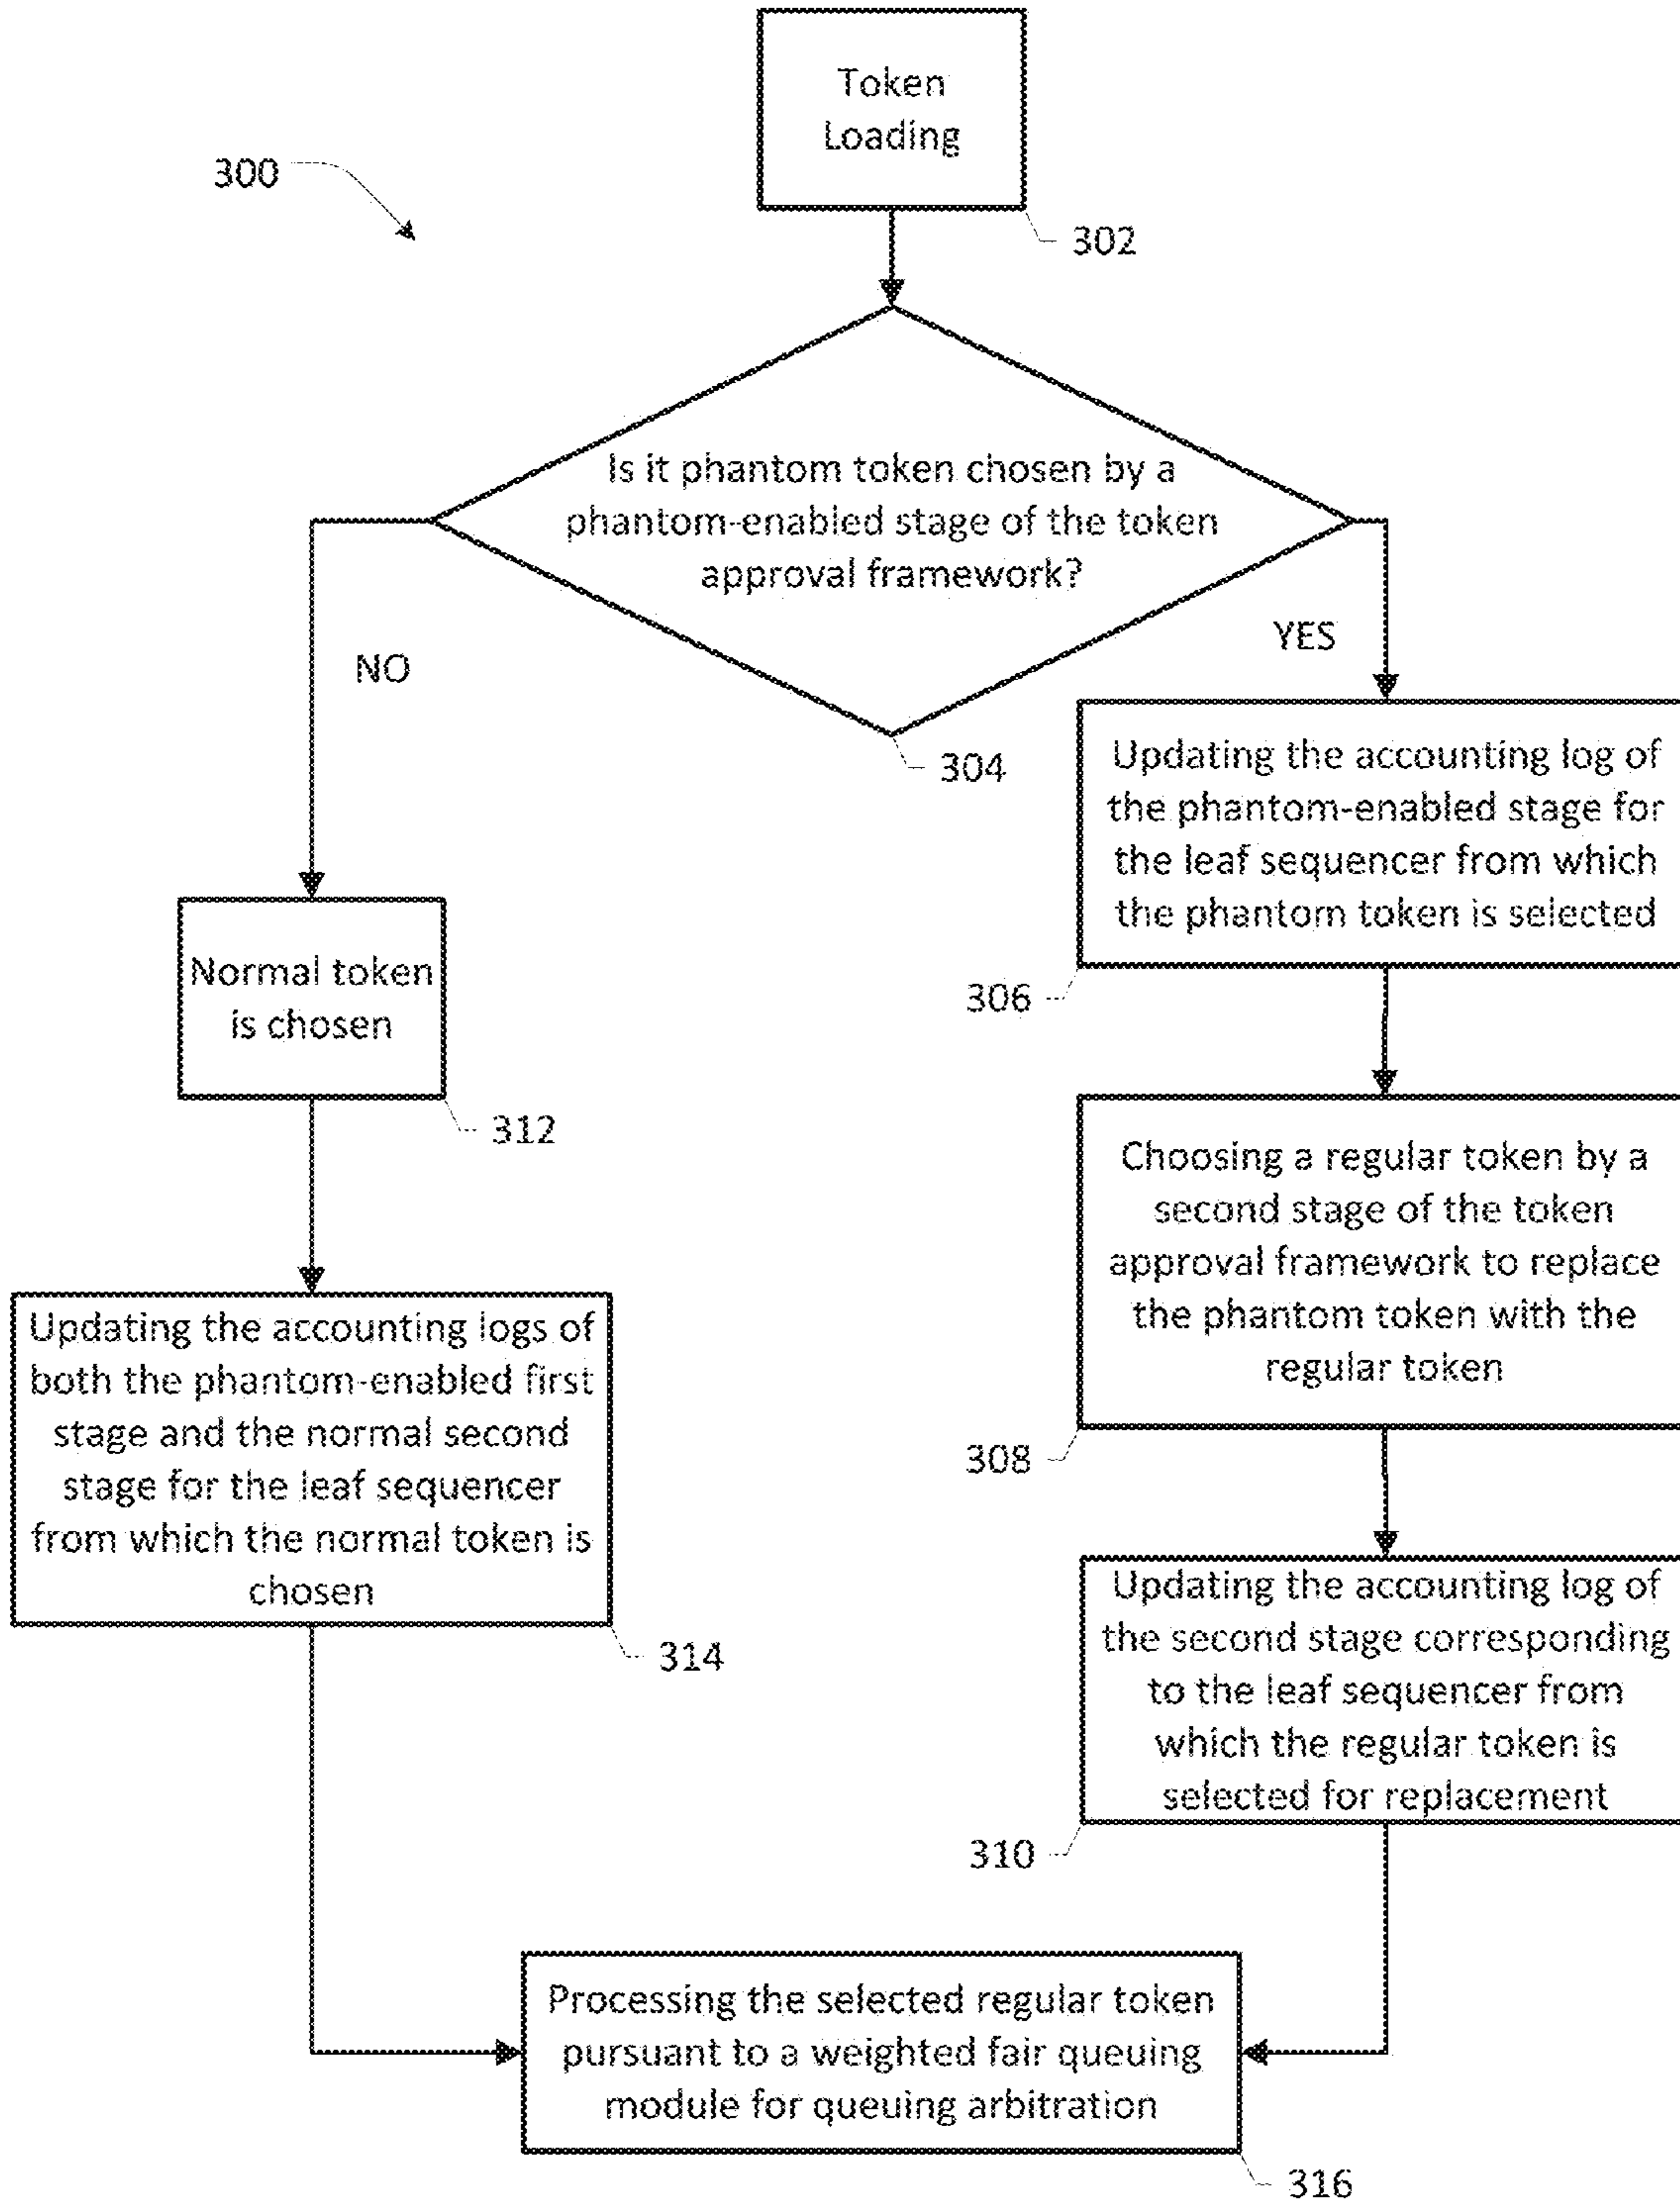 Token
Loading
300
302
Is it phantom token chosen by a
phantom-enabled stage of the token
approval framework?
NO
YES
304
Updating the accounting log of
the phantom-enabled stage for
the leaf sequencer from which
the phantom token is selected
306
Normal token
is chosen
312
Choosing a regular token by a
second stage of the token
approval framework to replace
the phantom token with the
regular token
308
Updating the accounting logs of
both the phantom-enabled first
stage and the normal second
stage for the leaf sequencer
from which the normal token is
chosen
314
Updating the accounting log of
the second stage corresponding
to the leaf sequencer from
which the regular token is
selected for replacement
310
Processing the selected regular token
pursuant to a weighted fair queuing
module for queuing arbitration
316